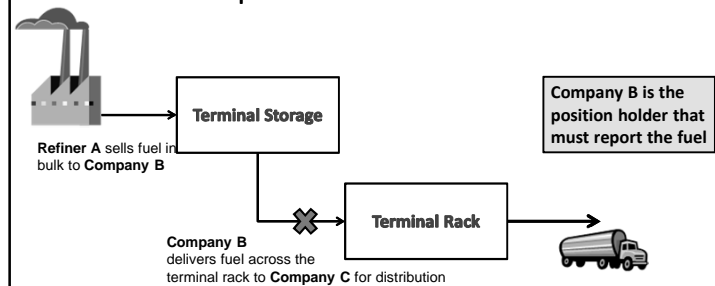 Terminal Storage
Company B is the
position holder that
must report the fuel
Refiner A sells fuel in
bulk to Company B
Terminal Rack
Company B
delivers fuel across the
terminal rack to Company C for distribution